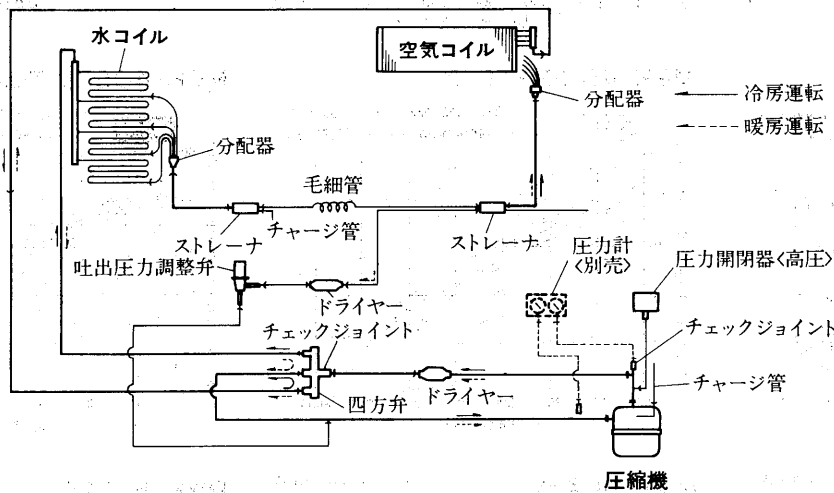 水コイル
空気コイル
分配器
冷房運転
暖房運転
分配器
毛細管
ストレーナ
チャージ管
ストレーナ
圧力計
<別売>
圧力開閉器<高圧>
吐出圧力調整弁
ドライヤー
チェックジョイント
チェックジョイント
四方弁
ドライヤー
チャージ管
圧縮機